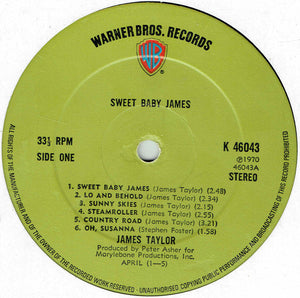 WARNER BROS. RECORDS
WB
SWEET BABY JAMES
33⅓ RPM
SIDE ONE
K 46043
℗1970
46043A
STEREO
1. SWEET BABY JAMES (James Taylor) (2.48)
2. LO AND BEHOLD (James Taylor) (2.34)
3. SUNNY SKIES (James Taylor) (2.15)
4. STEAMROLLER (James Taylor) (2.55)
5. COUNTRY ROAD (James Taylor) (3.21)
6. OH, SUSANNA (Stephen Foster) (1.58)
JAMES TAYLOR
Produced by Peter Asher for
Marylebone Productions, Inc.
APRIL (1—5)
ALL RIGHTS OF THE MANUFACTURER AND OF THE OWNER OF THE RECORDED WORK RESERVED - UNAUTHORISED COPYING PUBLIC PERFORMANCE AND BROADCASTING OF THIS RECORD PROHIBITED